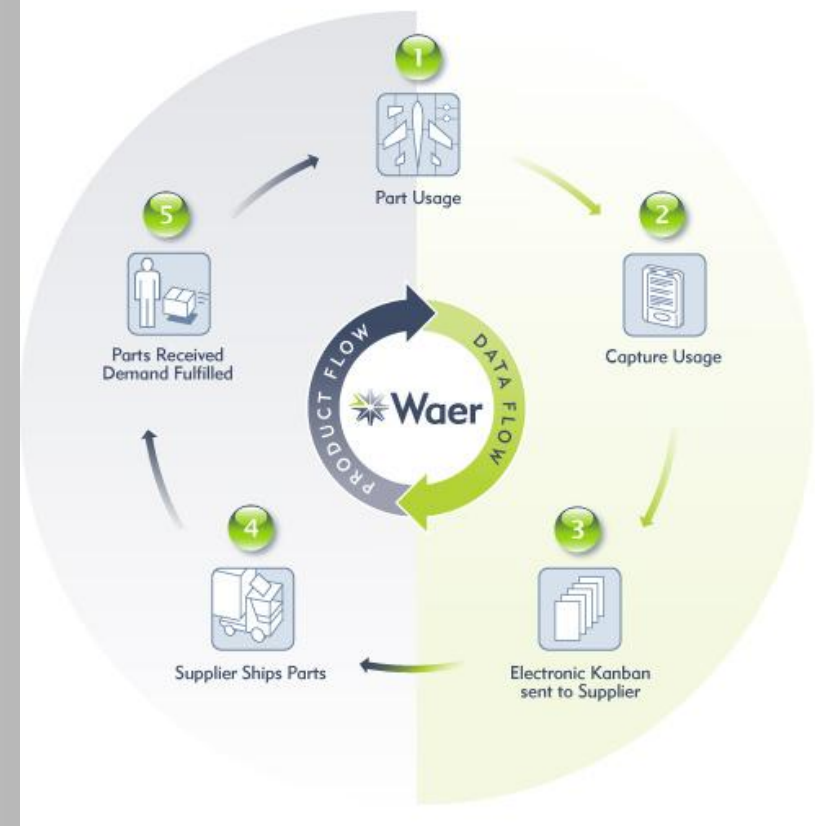 1
Part Usage
2
Capture Usage
3
Electronic Kanban
sent to Supplier
4
Supplier Ships Parts
5
Parts Received
Demand Fulfilled
PRODUCT FLOW
DATA FLOW
Waer